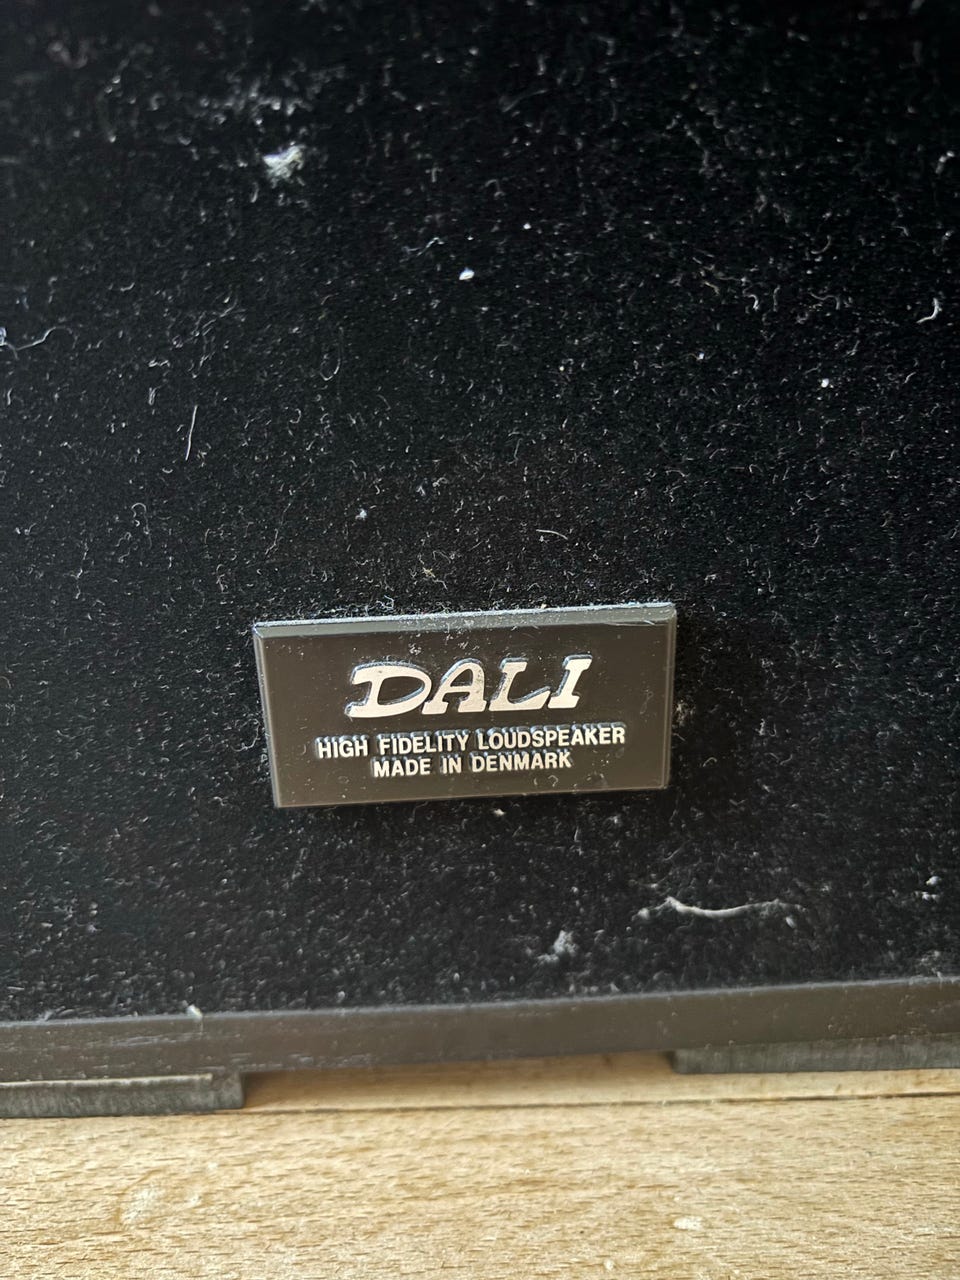 DALI
HIGH FIDELITY LOUDSPEAKER
MADE IN DENMARK